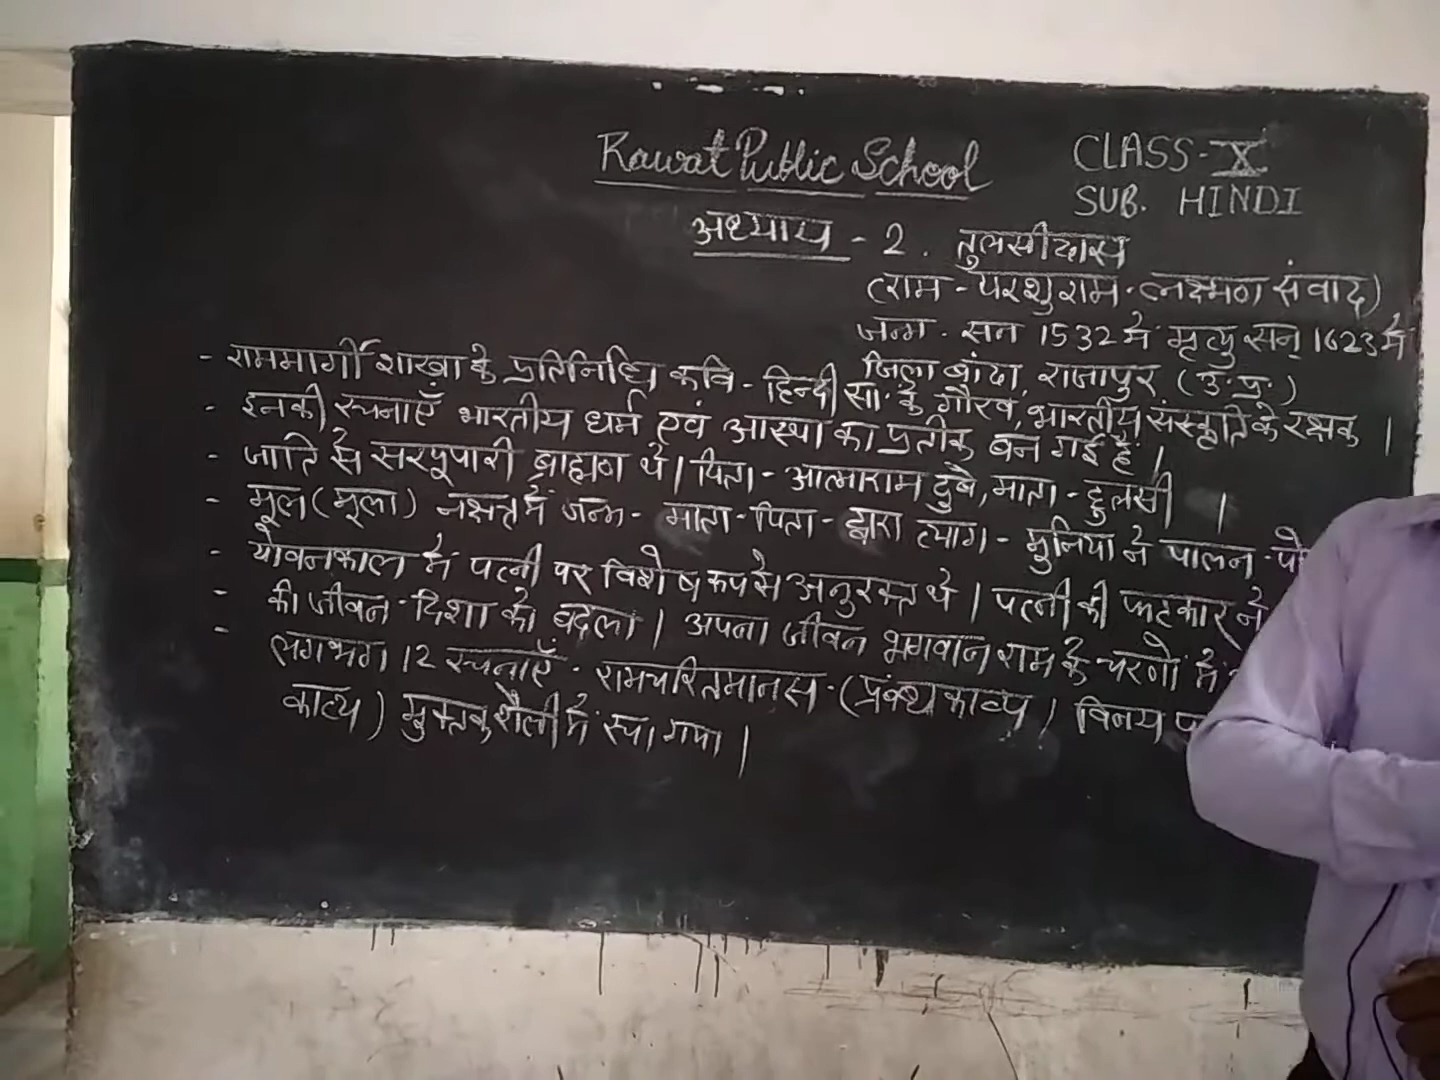 Rawat Public School
CLASS-X
SUB. HINDI
अध्याय - 2. तुलसीदास
(राम - परशुराम - लक्ष्मण संवाद)
जन्म - सन 1532 में मृत्यु सन् 1623 में
जिला बांदा, राजापुर (उ.प्र.)
- राममार्गी शाखा के प्रतिनिधि कवि - हिन्दी सा. के गौरव, भारतीय संस्कृति के रक्षक ।
- इनकी रचनाएँ भारतीय धर्म एवं आस्था का प्रतीक बन गई हैं ।
- जाति से सरयूपारी ब्राह्मण थे । पिता - आत्माराम दुबे, माता - हुलसी ।
- मूल (मूला) नक्षत्र में जन्म - माता - पिता - द्वारा त्याग - मुनिया ने पालन -
- यौवनकाल में पत्नी पर विशेष रूप से अनुरक्त थे । पत्नी की फटकार ने
- की जीवन - दिशा को बदला । अपना जीवन भगवान राम के चरणों में
- लगभग 12 रचनाएँ - रामचरितमानस - (प्रबंध काव्य) विनय
काव्य) मुक्तक शैली में रचा गया ।